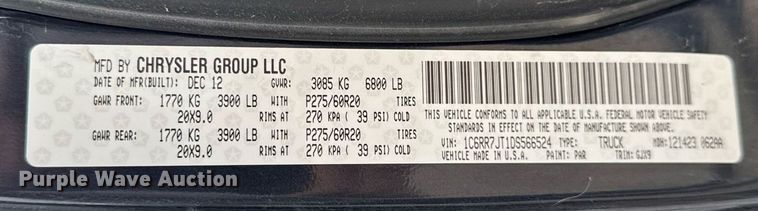 MFD BY CHRYSLER GROUP LLC
DATE OF MFR(BUILT): DEC 12 GVWR: 3085 KG 6800 LB
GAWR FRONT: 1770 KG 3900 LB WITH P275/60R20 TIRES
20X9.0 RIMS AT 270 KPA ( 39 PSI) COLD
GAWR REAR: 1770 KG 3900 LB WITH P275/60R20 TIRES
20X9.0 RIMS AT 270 KPA ( 39 PSI) COLD
THIS VEHICLE CONFORMS TO ALL APPLICABLE U.S.A. FEDERAL MOTOR VEHICLE SAFETY
STANDARDS IN EFFECT ON THE DATE OF MANUFACTURE SHOWN ABOVE.
VIN: 1C6RR7JT1DS566524 TYPE: TRUCK MDH: 121423 062AA
VEHICLE MADE IN U.S.A. PAINT: PAR TRIM: GJX9
Purple Wave Auction